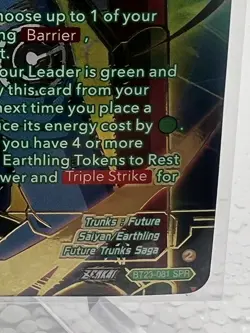 hoose up to 1 of your
ng Barrier ,
t.
our Leader is green and
y this card from your
next time you place a
ice its energy cost by .
you have 4 or more
Earthling Tokens to Rest
wer and Triple Strike for
Trunks : Future
Saiyan/Earthling
Future Trunks Saga
ZENKAI
BT23-081 SPR
2